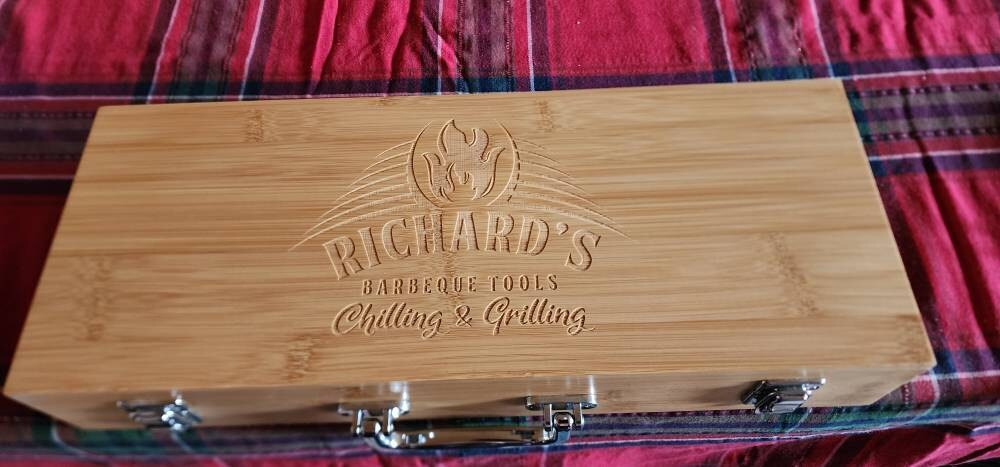 RICHARD'S
BARBEQUE TOOLS
Chilling & Grilling